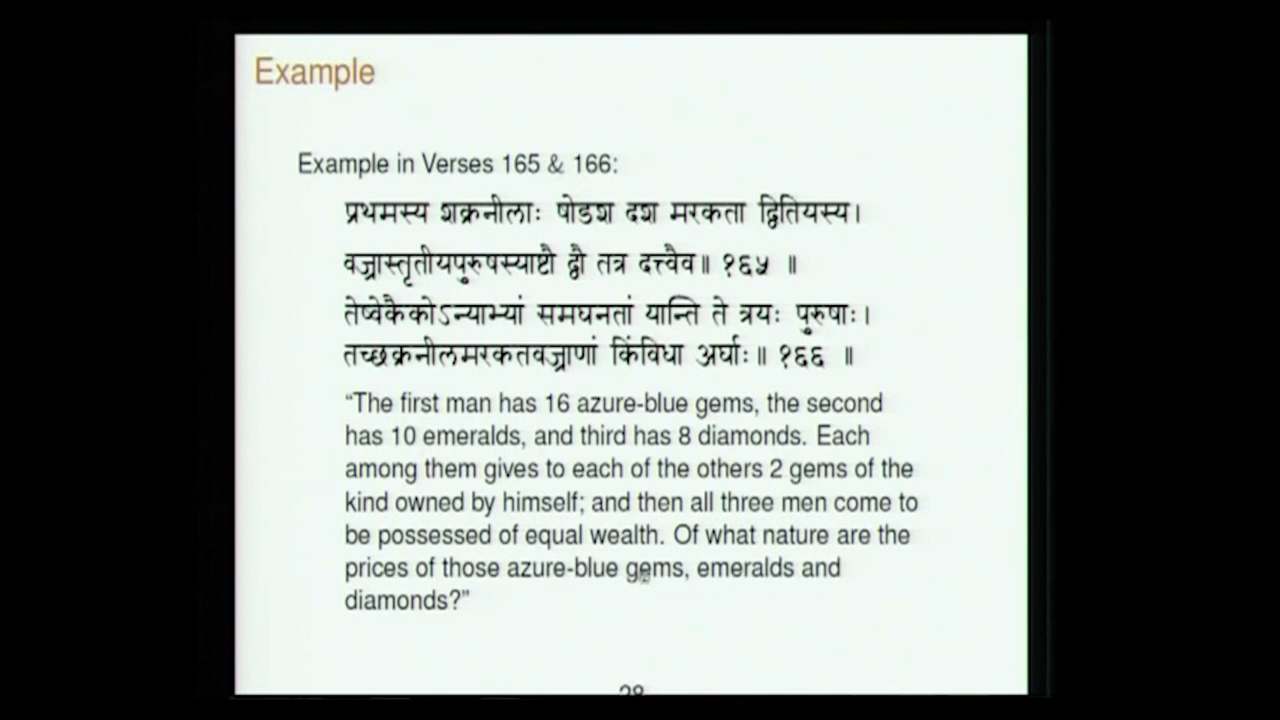 Example
Example in Verses 165 & 166:
प्रथमस्य शक्रनीलाः षोडश दश मरकता द्वितियस्य।
वज्रास्तृतीयपुरुषस्याष्टौ द्वौ तत्र दत्त्वैव॥ १६५ ॥
तेष्वेकैकोऽन्याभ्यां समघनतां यान्ति ते त्रयः पुरुषाः।
तच्छक्रनीलमरकतवज्राणां किंविधा अर्घाः॥ १६६ ॥
“The first man has 16 azure-blue gems, the second
has 10 emeralds, and third has 8 diamonds. Each
among them gives to each of the others 2 gems of the
kind owned by himself; and then all three men come to
be possessed of equal wealth. Of what nature are the
prices of those azure-blue gems, emeralds and
diamonds?”